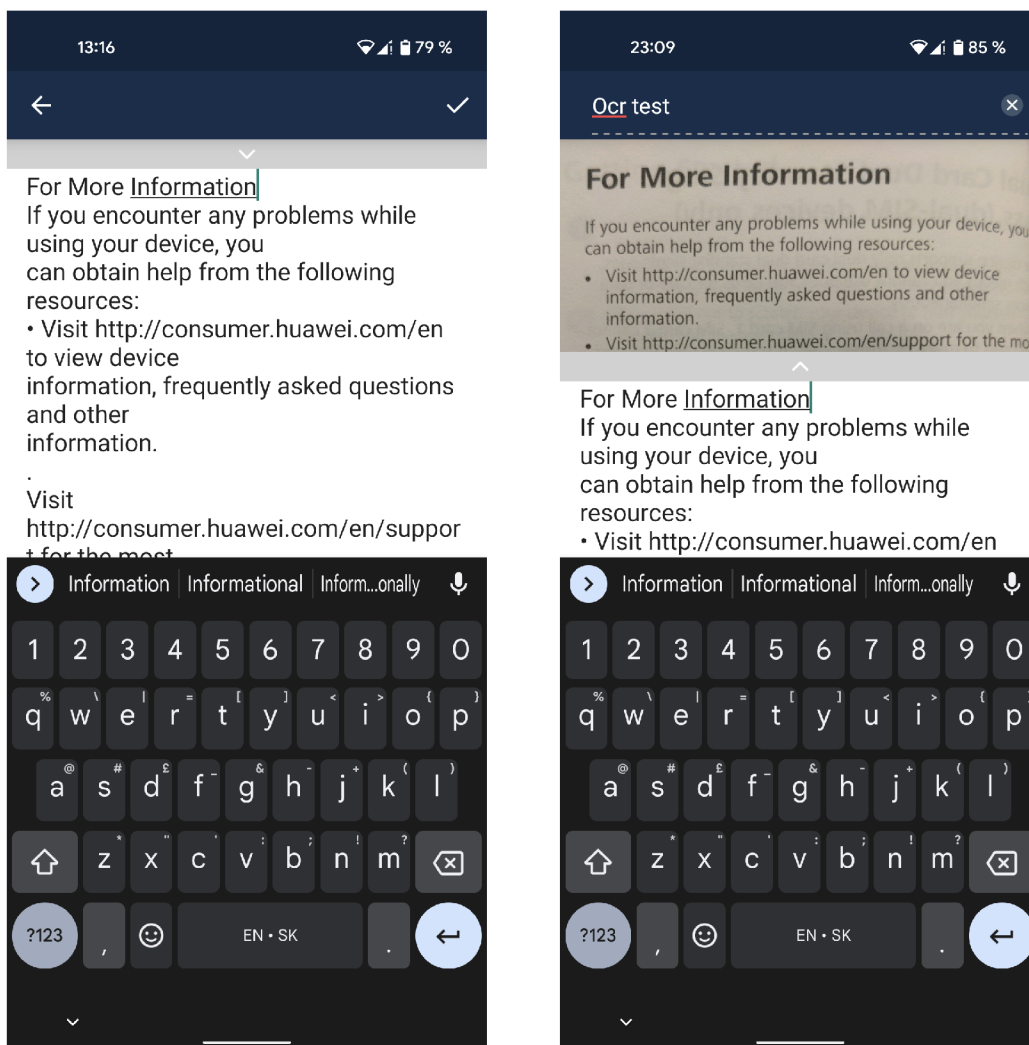 13:16
79 %
For More Information
If you encounter any problems while
using your device, you
can obtain help from the following
resources:
• Visit http://consumer.huawei.com/en
to view device
information, frequently asked questions
and other
information.
.
Visit
http://consumer.huawei.com/en/suppor
t for the most
Information Informational Inform...onally
1 2 3 4 5 6 7 8 9 0
% \ | = [ ] < > { }
q w e r t y u i o p
@ # £ _ & - + ( )
a s d f g h j k l
* " ' : ; ! ?
z x c v b n m
?123 , EN • SK .
23:09
85 %
Ocr test
For More Information
If you encounter any problems while using your device, you
can obtain help from the following resources:
• Visit http://consumer.huawei.com/en to view device
information, frequently asked questions and other
information.
• Visit http://consumer.huawei.com/en/support for the mo
For More Information
If you encounter any problems while
using your device, you
can obtain help from the following
resources:
• Visit http://consumer.huawei.com/en
Information Informational Inform...onally
1 2 3 4 5 6 7 8 9 0
% \ | = [ ] < > { }
q w e r t y u i o p
@ # £ _ & - + ( )
a s d f g h j k l
* " ' : ; ! ?
z x c v b n m
?123 , EN • SK .